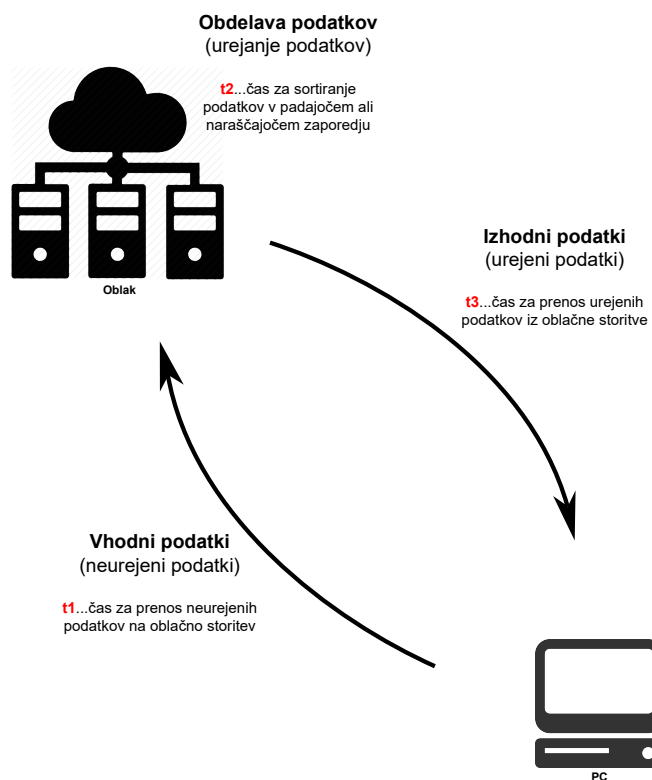 Obdelava podatkov
(urejanje podatkov)
t2...čas za sortiranje
podatkov v padajočem ali
naraščajočem zaporedju
Oblak
Izhodni podatki
(urejeni podatki)
t3...čas za prenos urejenih
podatkov iz oblačne storitve
Vhodni podatki
(neurejeni podatki)
t1...čas za prenos neurejenih
podatkov na oblačno storitev
PC